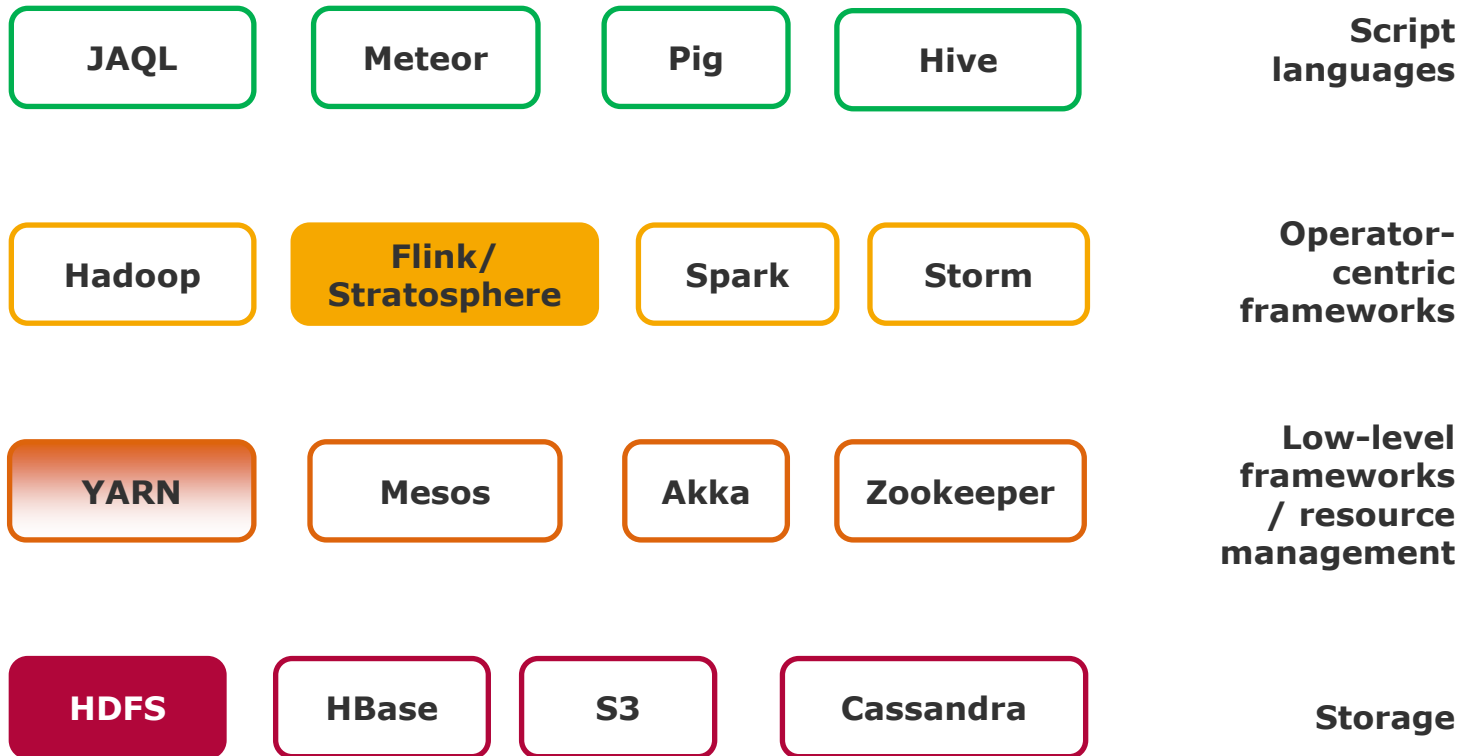 JAQL
Meteor
Pig
Hive
Script
languages
Hadoop
Flink/
Stratosphere
Spark
Storm
Operator-
centric
frameworks
YARN
Mesos
Akka
Zookeeper
Low-level
frameworks
/ resource
management
HDFS
HBase
S3
Cassandra
Storage